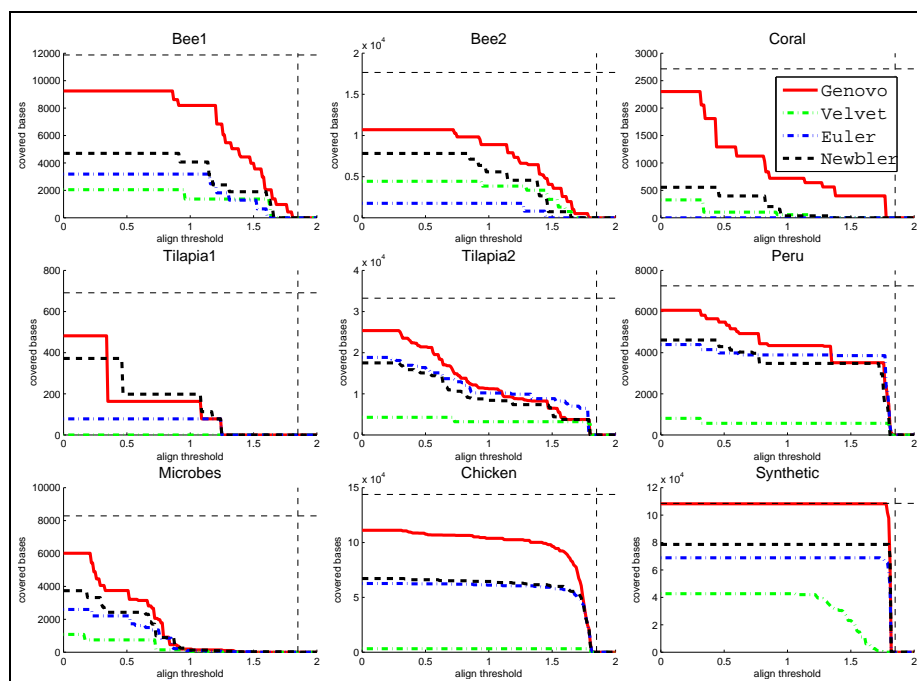 Bee1
12000
10000
8000
6000
4000
2000
0
covered bases
0 0.5 1 1.5 2
align threshold
Bee2
x 10^4
2
1.5
1
0.5
0
covered bases
0 0.5 1 1.5 2
align threshold
Coral
3000
2500
2000
1500
1000
500
0
covered bases
0 0.5 1 1.5 2
align threshold
Genovo
Velvet
Euler
Newbler
Tilapia1
800
600
400
200
0
covered bases
0 0.5 1 1.5 2
align threshold
Tilapia2
x 10^4
4
3
2
1
0
covered bases
0 0.5 1 1.5 2
align threshold
Peru
8000
6000
4000
2000
0
covered bases
0 0.5 1 1.5 2
align threshold
Microbes
10000
8000
6000
4000
2000
0
covered bases
0 0.5 1 1.5 2
align threshold
Chicken
x 10^4
15
10
5
0
covered bases
0 0.5 1 1.5 2
align threshold
Synthetic
x 10^4
12
10
8
6
4
2
0
covered bases
0 0.5 1 1.5 2
align threshold